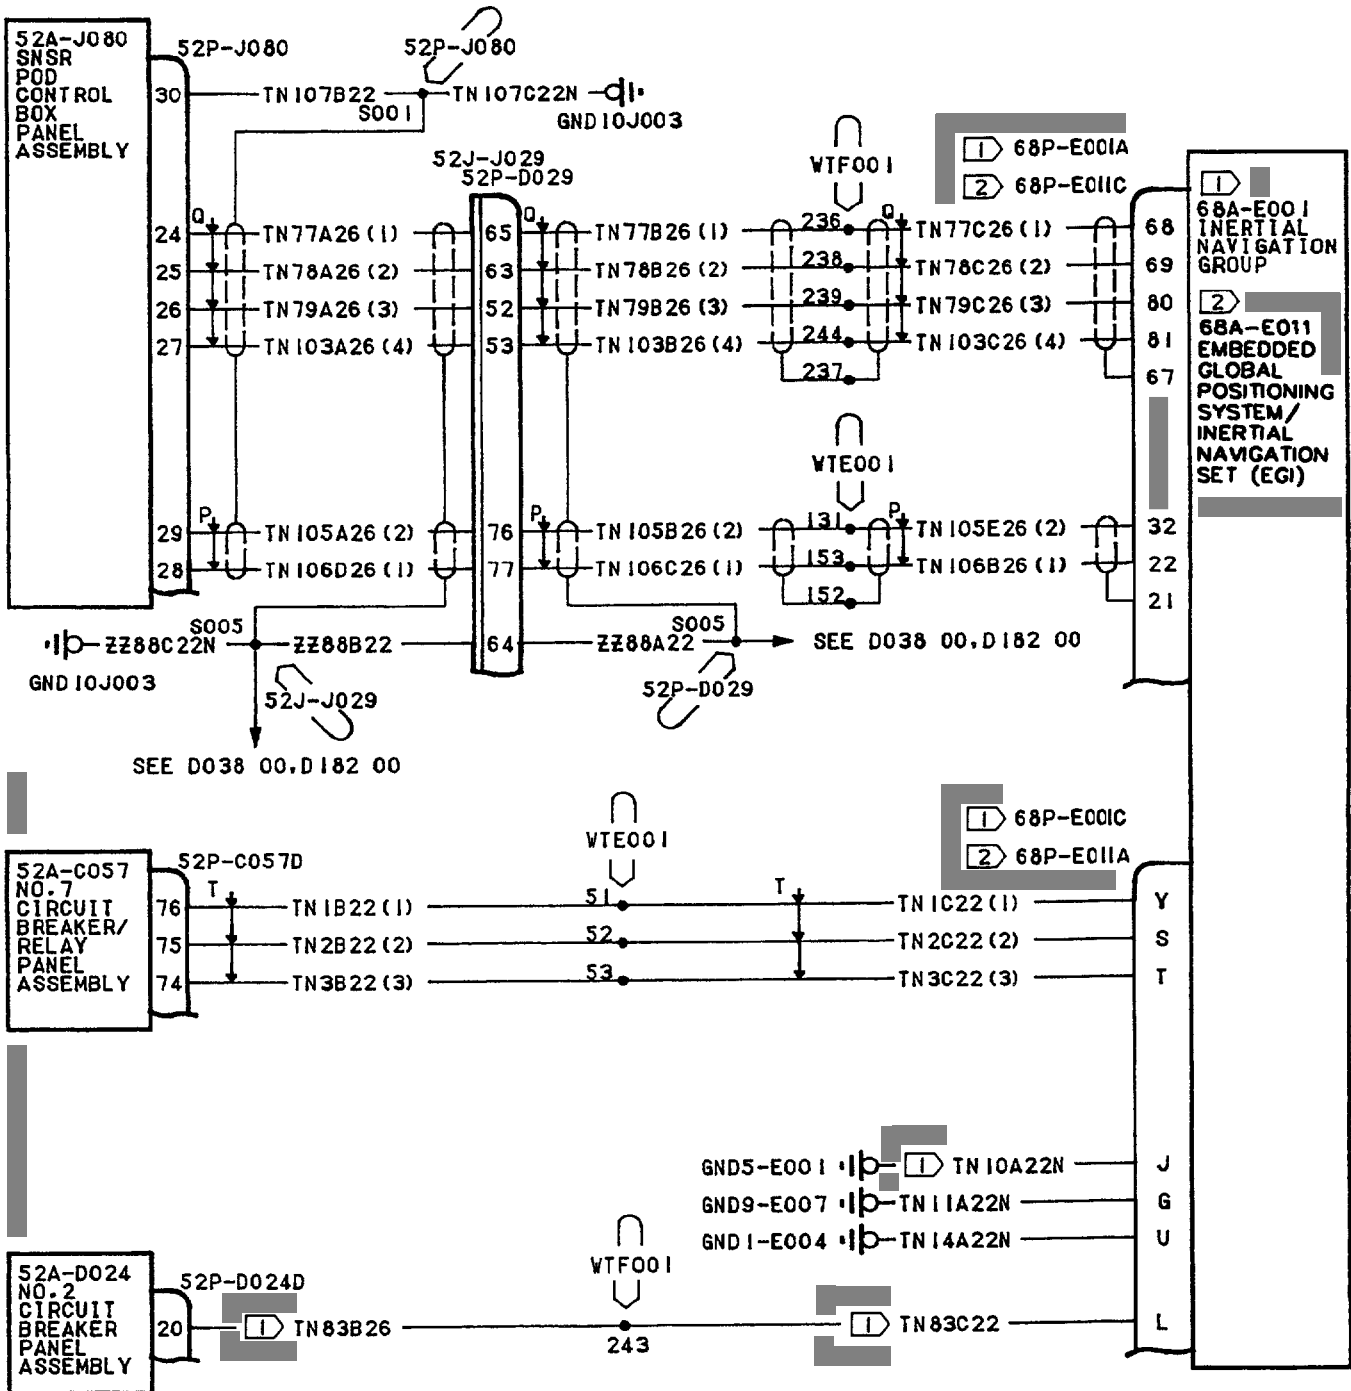 52A-J080
SNSR
POD
CONTROL
BOX
PANEL
ASSEMBLY
52P-J080
52P-J080
30
TN107B22
S001
TN107C22N
GND10J003
52J-J029
52P-D029
WTF001
1 68P-E001A
2 68P-E011C
1
68A-E001
INERTIAL
NAVIGATION
GROUP
2
68A-E011
EMBEDDED
GLOBAL
POSITIONING
SYSTEM/
INERTIAL
NAVIGATION
SET (EGI)
Q Q Q
24 TN77A26(1) 65 TN77B26(1) 236 TN77C26(1) 68
25 TN78A26(2) 63 TN78B26(2) 238 TN78C26(2) 69
26 TN79A26(3) 52 TN79B26(3) 239 TN79C26(3) 80
27 TN103A26(4) 53 TN103B26(4) 244 TN103C26(4) 81
237 67
WTE001
P P P
29 TN105A26(2) 76 TN105B26(2) 131 TN105E26(2) 32
28 TN106D26(1) 77 TN106C26(1) 153 TN106B26(1) 22
152 21
S005 S005
ZZ88C22N ZZ88B22 64 ZZ88A22 SEE D038 00,D182 00
GND10J003
52J-J029
52P-D029
SEE D038 00,D182 00
52A-C057
NO.7
CIRCUIT
BREAKER/
RELAY
PANEL
ASSEMBLY
52P-C057D
WTE001
1 68P-E001C
2 68P-E011A
T T
76 TN1B22(1) 51 TN1C22(1) Y
75 TN2B22(2) 52 TN2C22(2) S
74 TN3B22(3) 53 TN3C22(3) T
GND5-E001 1 TN10A22N J
GND9-E007 TN11A22N G
GND1-E004 TN14A22N U
52A-D024
NO.2
CIRCUIT
BREAKER
PANEL
ASSEMBLY
52P-D024D
WTF001
20 1 TN83B26 243 1 TN83C22 L